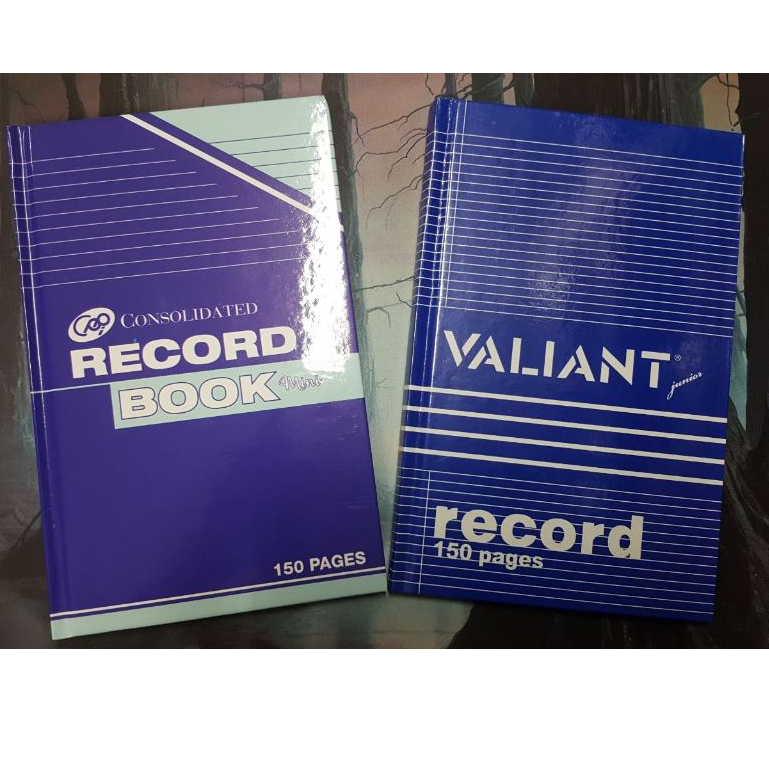 CONSOLIDATED
RECORD
BOOK Mini
150 PAGES
VALIANT®
junior
record
150 pages